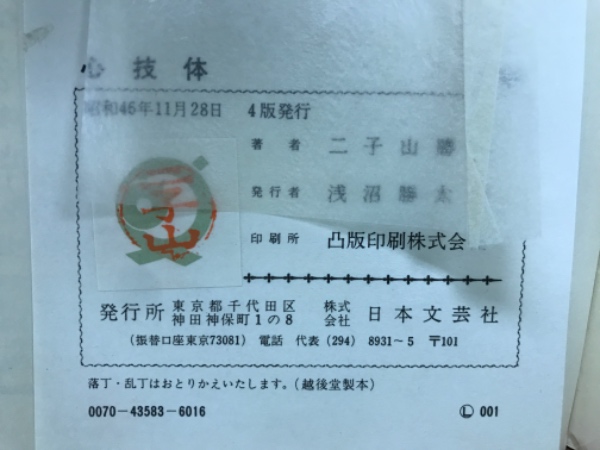 心技体
昭和46年11月28日 4版発行
著者 二子山勝
発行者 浅沼勝太
印刷所 凸版印刷株式会
二子山
発行所 東京都千代田区神田神保町1の8 株式会社 日本文芸社
(振替口座東京73081) 電話 代表(294) 8931~5 〒101
落丁・乱丁はおとりかえいたします。(越後堂製本)
0070-43583-6016
Ⓛ 001